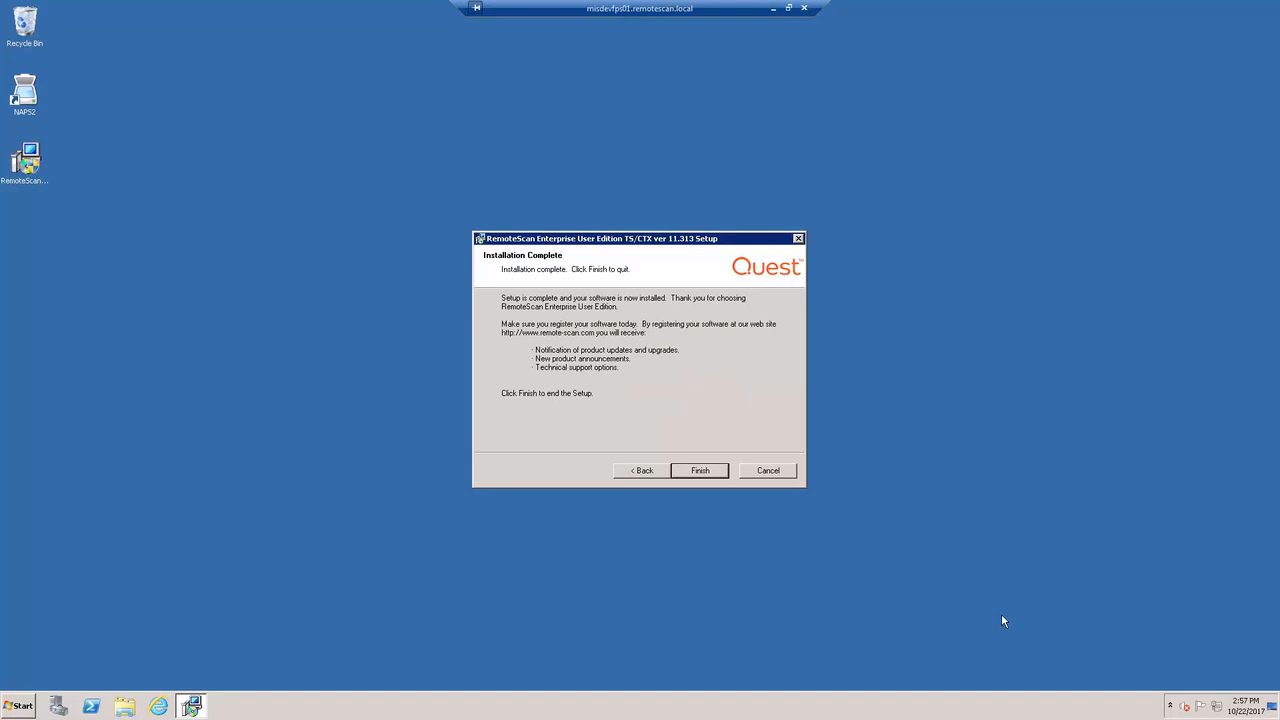 misdevfps01.remotescan.local
Recycle Bin
NAPS2
RemoteScan...
RemoteScan Enterprise User Edition TS/CTX ver 11.313 Setup
Installation Complete
Installation complete. Click Finish to quit.
Quest™
Setup is complete and your software is now installed. Thank you for choosing
RemoteScan Enterprise User Edition.
Make sure you register your software today. By registering your software at our web site
http://www.remote-scan.com you will receive:
· Notification of product updates and upgrades.
· New product announcements.
· Technical support options.
Click Finish to end the Setup.
< Back
Finish
Cancel
Start
2:57 PM
10/22/2017